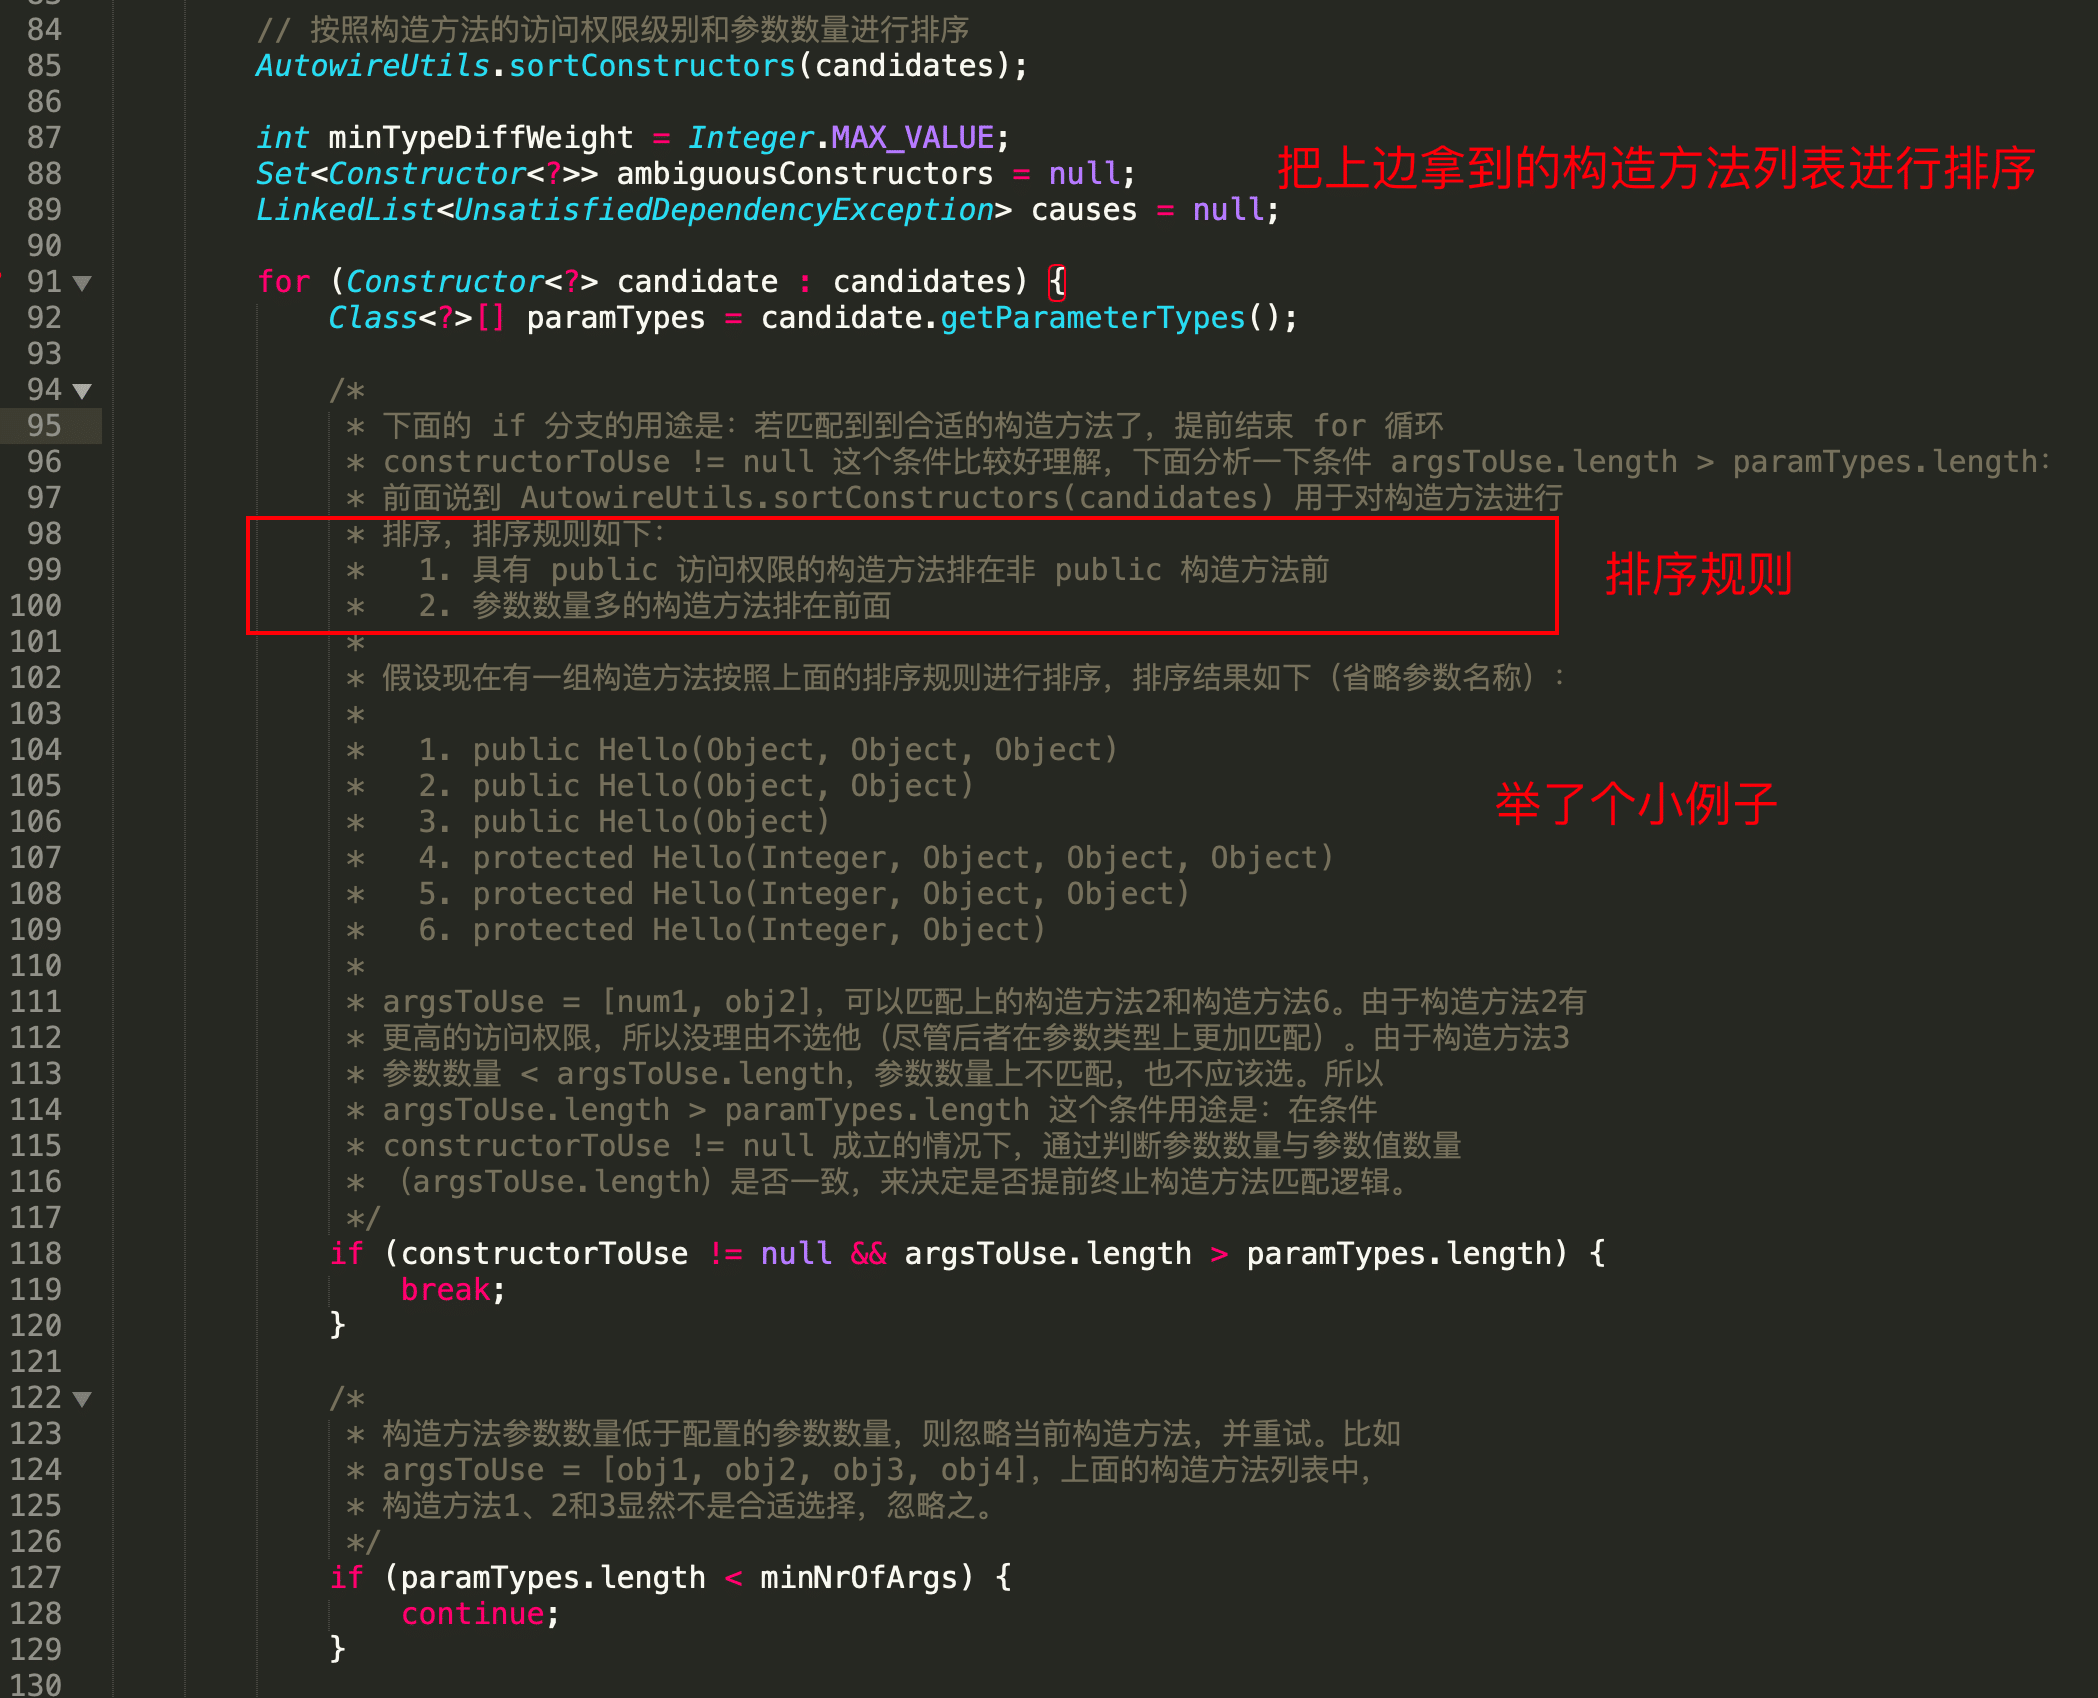 84 // 按照构造方法的访问权限级别和参数数量进行排序
85 AutowireUtils.sortConstructors(candidates);
86
87 int minTypeDiffWeight = Integer.MAX_VALUE;
把上边拿到的构造方法列表进行排序
88 Set<Constructor<?>> ambiguousConstructors = null;
89 LinkedList<UnsatisfiedDependencyException> causes = null;
90
91 for (Constructor<?> candidate : candidates) {
92 Class<?>[] paramTypes = candidate.getParameterTypes();
93
94 /*
95 * 下面的 if 分支的用途是：若匹配到到合适的构造方法了，提前结束 for 循环
96 * constructorToUse != null 这个条件比较好理解，下面分析一下条件 argsToUse.length > paramTypes.length：
97 * 前面说到 AutowireUtils.sortConstructors(candidates) 用于对构造方法进行
98 * 排序，排序规则如下：
99 * 1. 具有 public 访问权限的构造方法排在非 public 构造方法前
排序规则
100 * 2. 参数数量多的构造方法排在前面
101 *
102 * 假设现在有一组构造方法按照上面的排序规则进行排序，排序结果如下（省略参数名称）：
103 *
104 * 1. public Hello(Object, Object, Object)
105 * 2. public Hello(Object, Object)
举了个小例子
106 * 3. public Hello(Object)
107 * 4. protected Hello(Integer, Object, Object, Object)
108 * 5. protected Hello(Integer, Object, Object)
109 * 6. protected Hello(Integer, Object)
110 *
111 * argsToUse = [num1, obj2]，可以匹配上的构造方法2和构造方法6。由于构造方法2有
112 * 更高的访问权限，所以没理由不选他（尽管后者在参数类型上更加匹配）。由于构造方法3
113 * 参数数量 < argsToUse.length，参数数量上不匹配，也不应该选。所以
114 * argsToUse.length > paramTypes.length 这个条件用途是：在条件
115 * constructorToUse != null 成立的情况下，通过判断参数数量与参数值数量
116 * （argsToUse.length）是否一致，来决定是否提前终止构造方法匹配逻辑。
117 */
118 if (constructorToUse != null && argsToUse.length > paramTypes.length) {
119 break;
120 }
121
122 /*
123 * 构造方法参数数量低于配置的参数数量，则忽略当前构造方法，并重试。比如
124 * argsToUse = [obj1, obj2, obj3, obj4]，上面的构造方法列表中，
125 * 构造方法1、2和3显然不是合适选择，忽略之。
126 */
127 if (paramTypes.length < minNrOfArgs) {
128 continue;
129 }
130